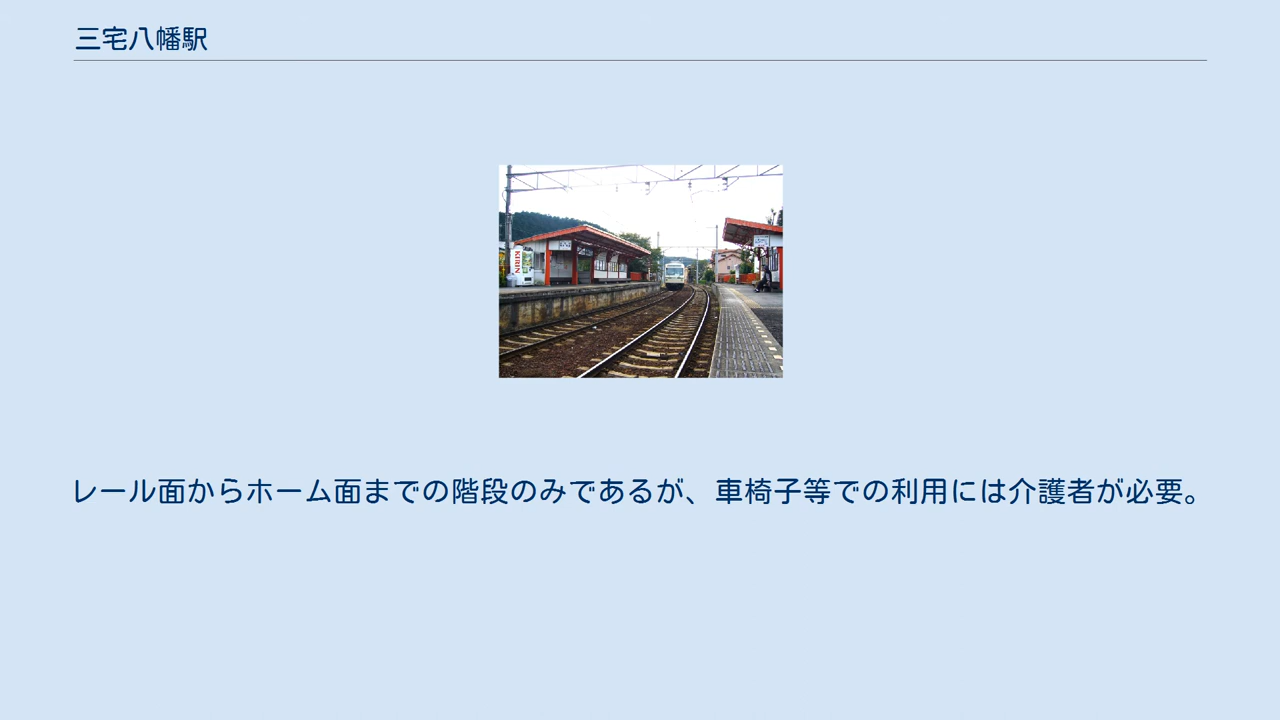 三宅八幡駅
KIRIN
レール面からホーム面までの階段のみであるが、車椅子等での利用には介護者が必要。